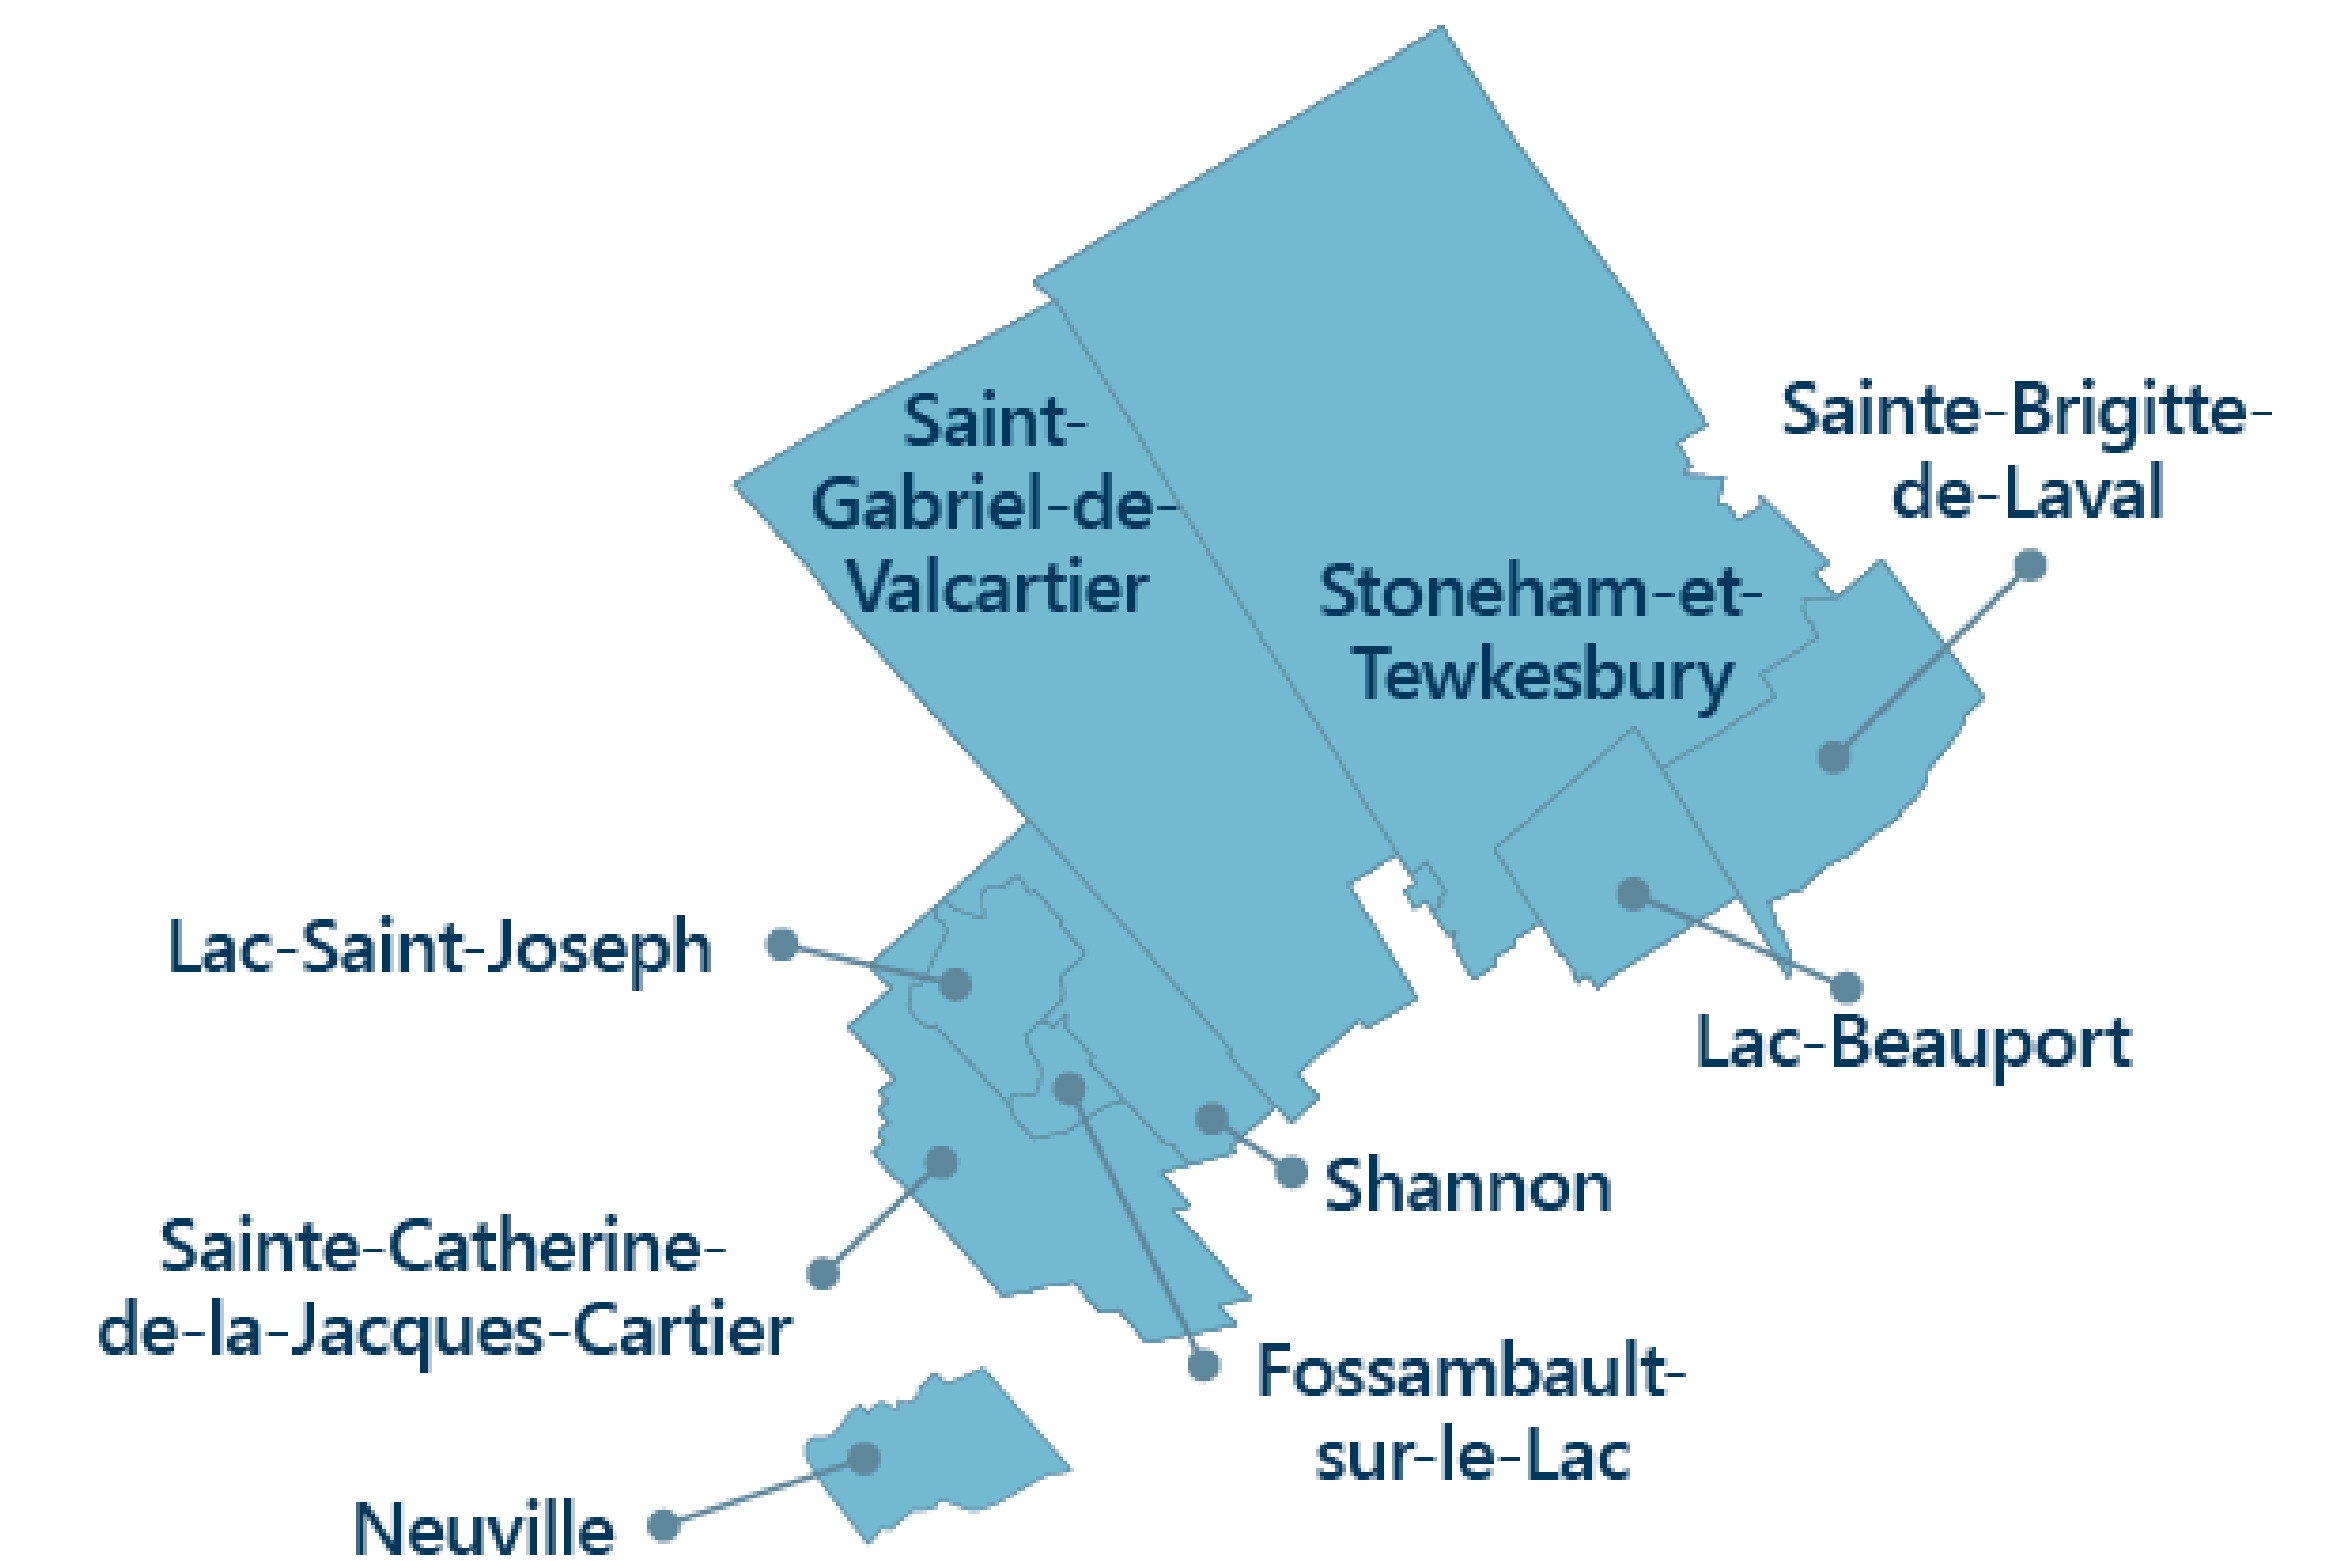 Saint-
Gabriel-de-
Valcartier
Stoneham-et-
Tewkesbury
Sainte-Brigitte-
de-Laval
Lac-Saint-Joseph
Lac-Beauport
Shannon
Sainte-Catherine-
de-la-Jacques-Cartier
Fossambault-
sur-le-Lac
Neuville